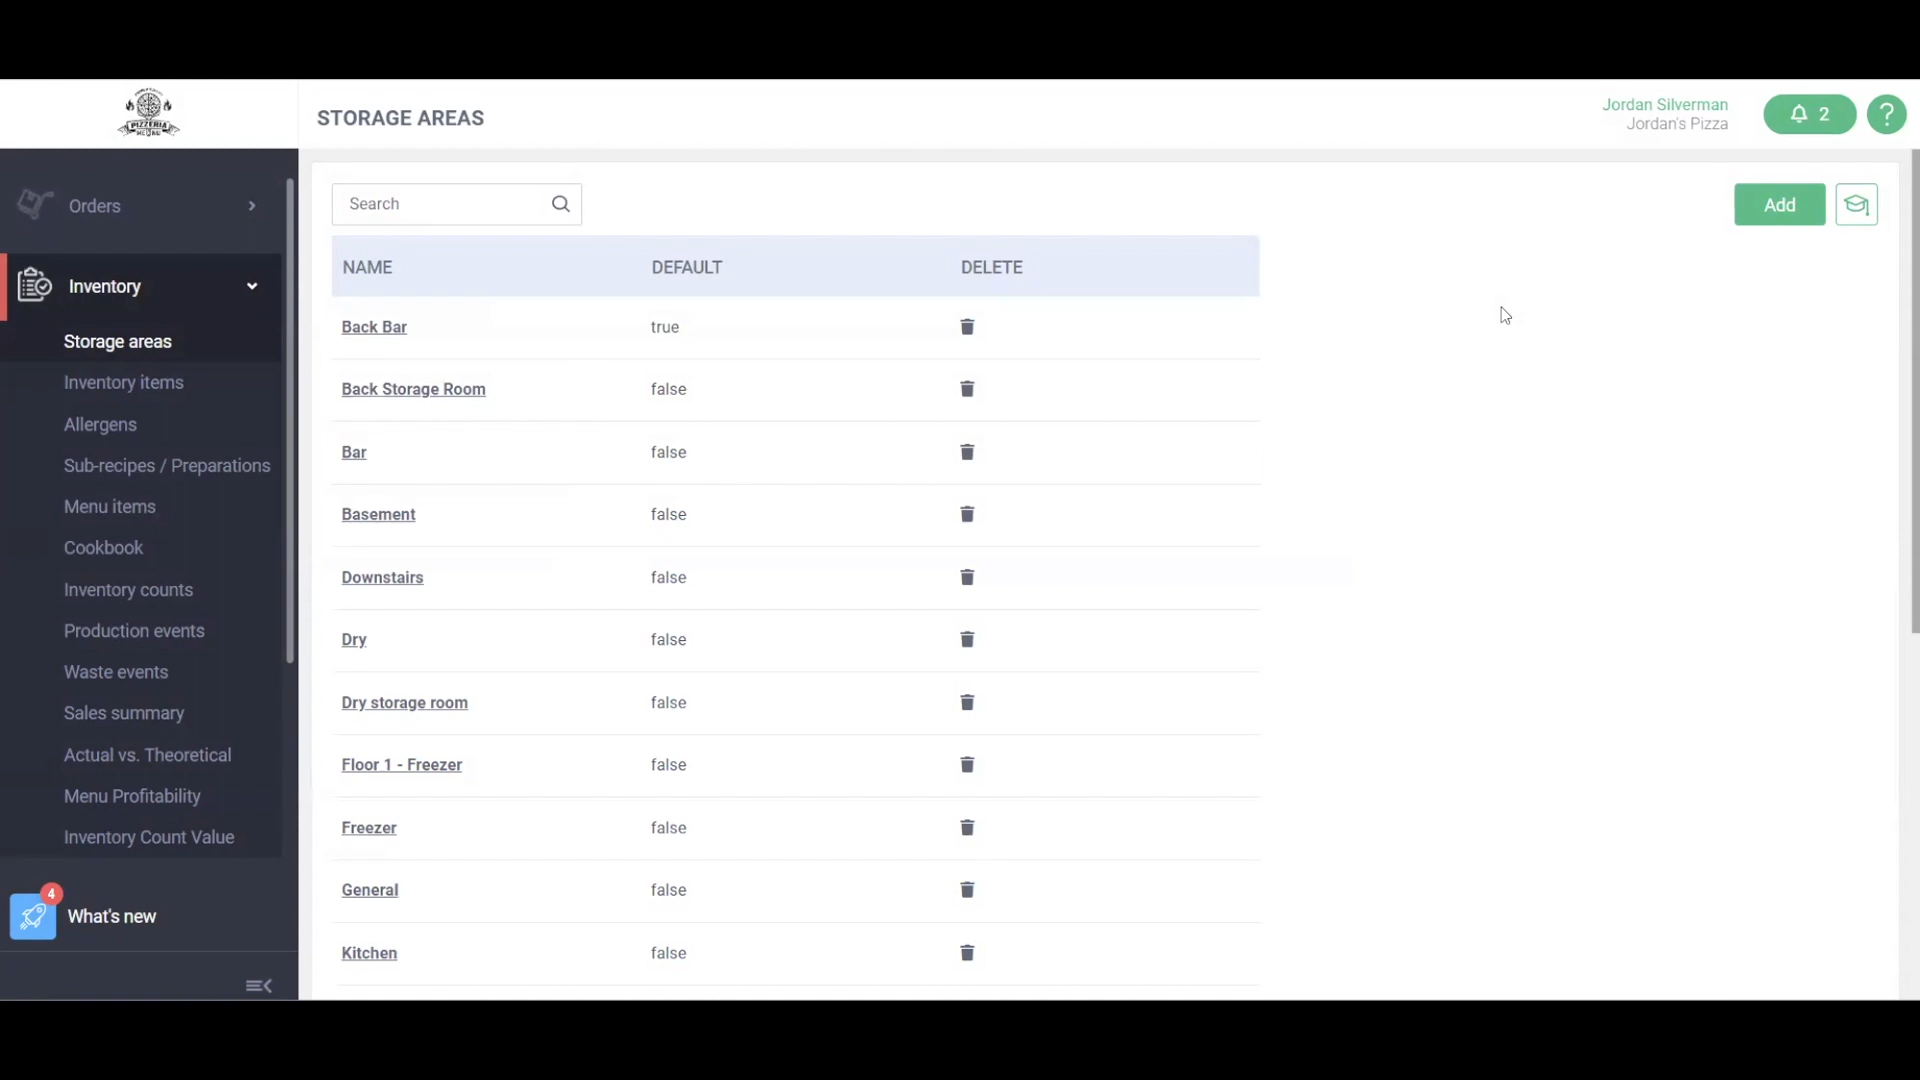 PIZZERIA
STORAGE AREAS
Jordan Silverman
Jordan's Pizza
2
?
Orders
Inventory
Storage areas
Inventory items
Allergens
Sub-recipes / Preparations
Menu items
Cookbook
Inventory counts
Production events
Waste events
Sales summary
Actual vs. Theoretical
Menu Profitability
Inventory Count Value
4
What's new
Search
Add
NAME DEFAULT DELETE
Back Bar true
Back Storage Room false
Bar false
Basement false
Downstairs false
Dry false
Dry storage room false
Floor 1 - Freezer false
Freezer false
General false
Kitchen false